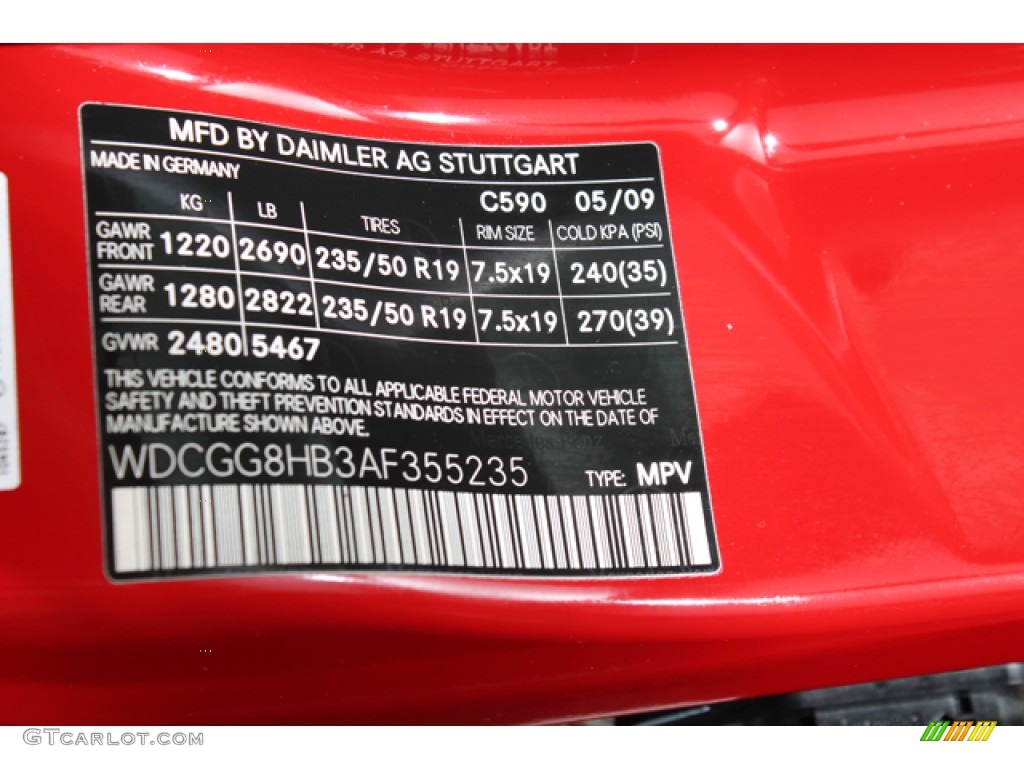 MFD BY DAIMLER AG STUTTGART
MADE IN GERMANY
C590 05/09
KG LB TIRES RIM SIZE COLD KPA (PSI)
GAWR FRONT 1220 2690 235/50 R19 7.5x19 240(35)
GAWR REAR 1280 2822 235/50 R19 7.5x19 270(39)
GVWR 2480 5467
THIS VEHICLE CONFORMS TO ALL APPLICABLE FEDERAL MOTOR VEHICLE
SAFETY AND THEFT PREVENTION STANDARDS IN EFFECT ON THE DATE OF
MANUFACTURE SHOWN ABOVE.
WDCGG8HB3AF355235 TYPE: MPV
GTCARLOT.COM